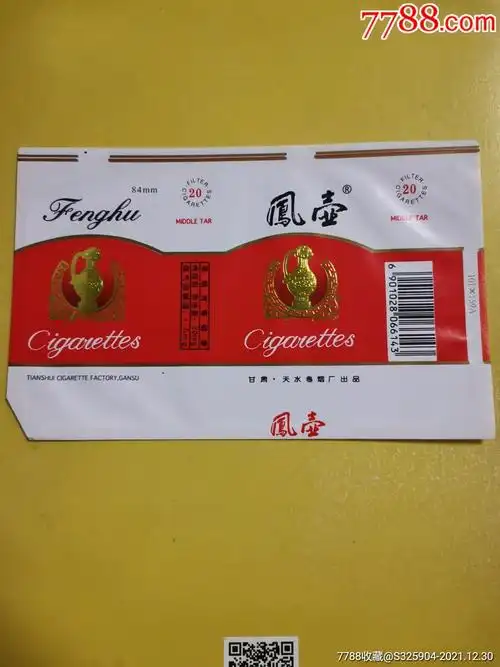 7788.com
84mm
Fenghu
FILTER 20 CIGARETTES
MIDDLE TAR
鳳壺®
FILTER 20 CIGARETTES
MIDDLE TAR
Cigarettes
Cigarettes
6 901028 066143
TIANSHUI CIGARETTE FACTORY,GANSU
甘肃·天水卷烟厂出品
鳳壺
7788收藏@S325904-2021.12.30